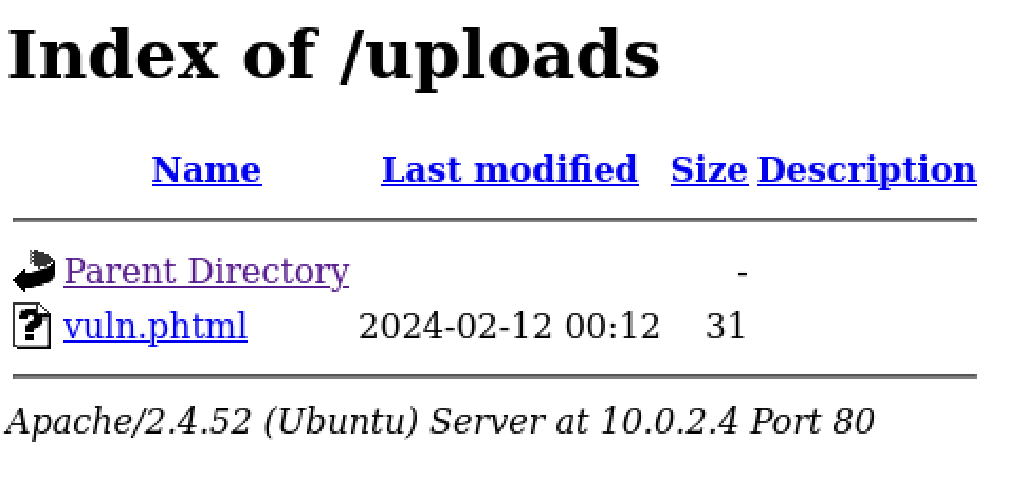 Index of /uploads
Name Last modified Size Description
Parent Directory -
vuln.phtml 2024-02-12 00:12 31
Apache/2.4.52 (Ubuntu) Server at 10.0.2.4 Port 80